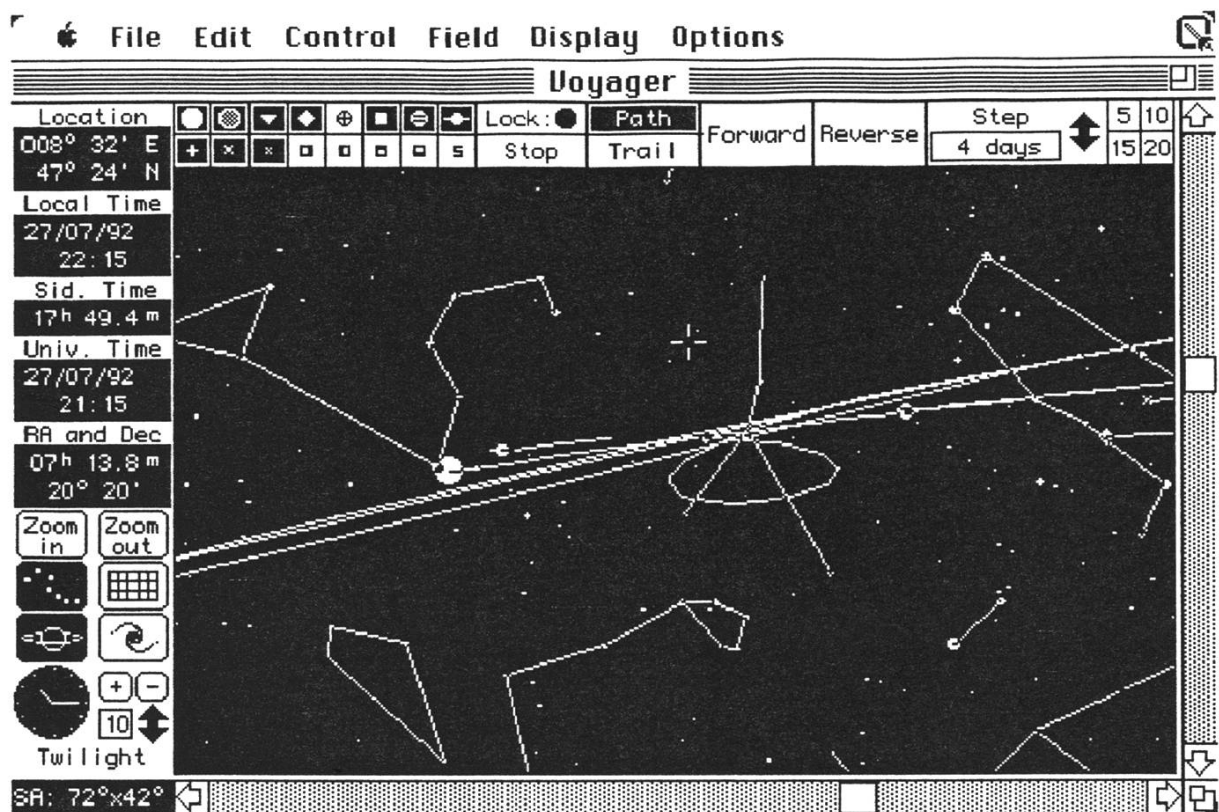 File Edit Control Field Display Options
Voyager
Location
008° 32' E
47° 24' N
Local Time
27/07/92
22:15
Sid. Time
17h 49.4 m
Univ. Time
27/07/92
21:15
RA and Dec
07h 13.8 m
20° 20'
Zoom in
Zoom out
10
Twilight
SA: 72°x42°
Lock:
Stop
Path
Trail
Forward
Reverse
Step
4 days
5 10
15 20
S